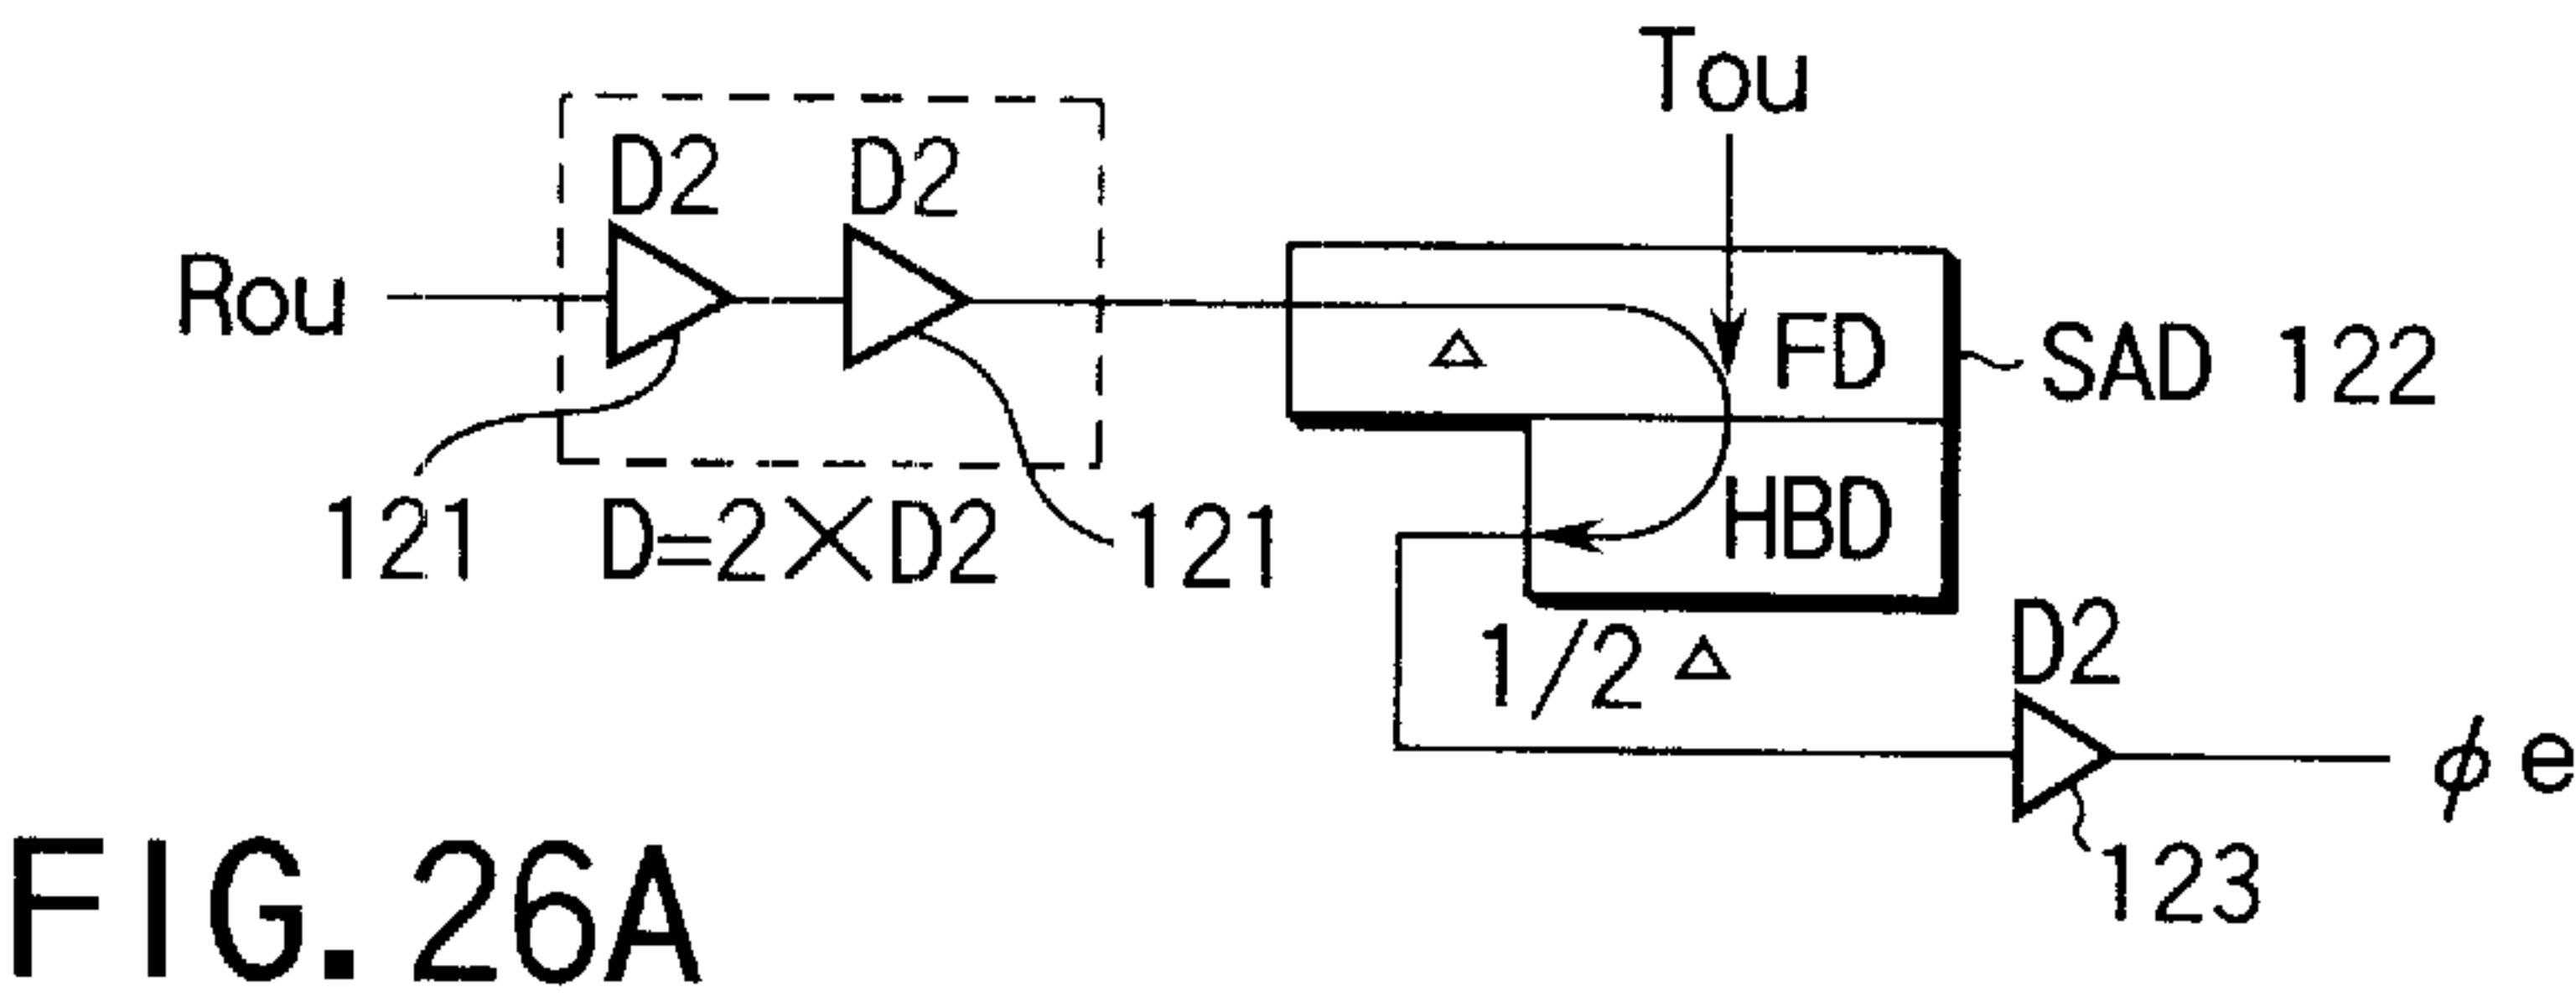 Tou
D2 D2
Rou
△ FD
SAD 122
HBD
121 D=2×D2 121
1/2 △
D2
φe
123
FIG. 26A